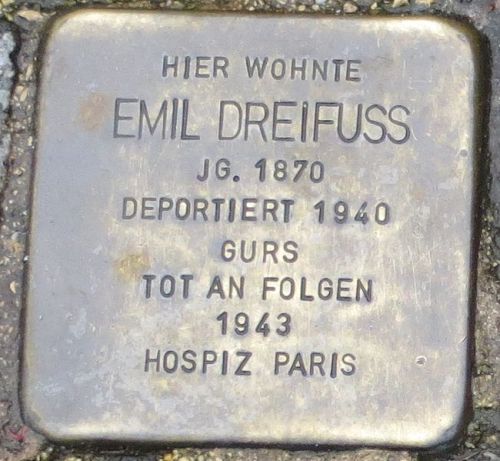 HIER WOHNTE
EMIL DREIFUSS
JG. 1870
DEPORTIERT 1940
GURS
TOT AN FOLGEN
1943
HOSPIZ PARIS